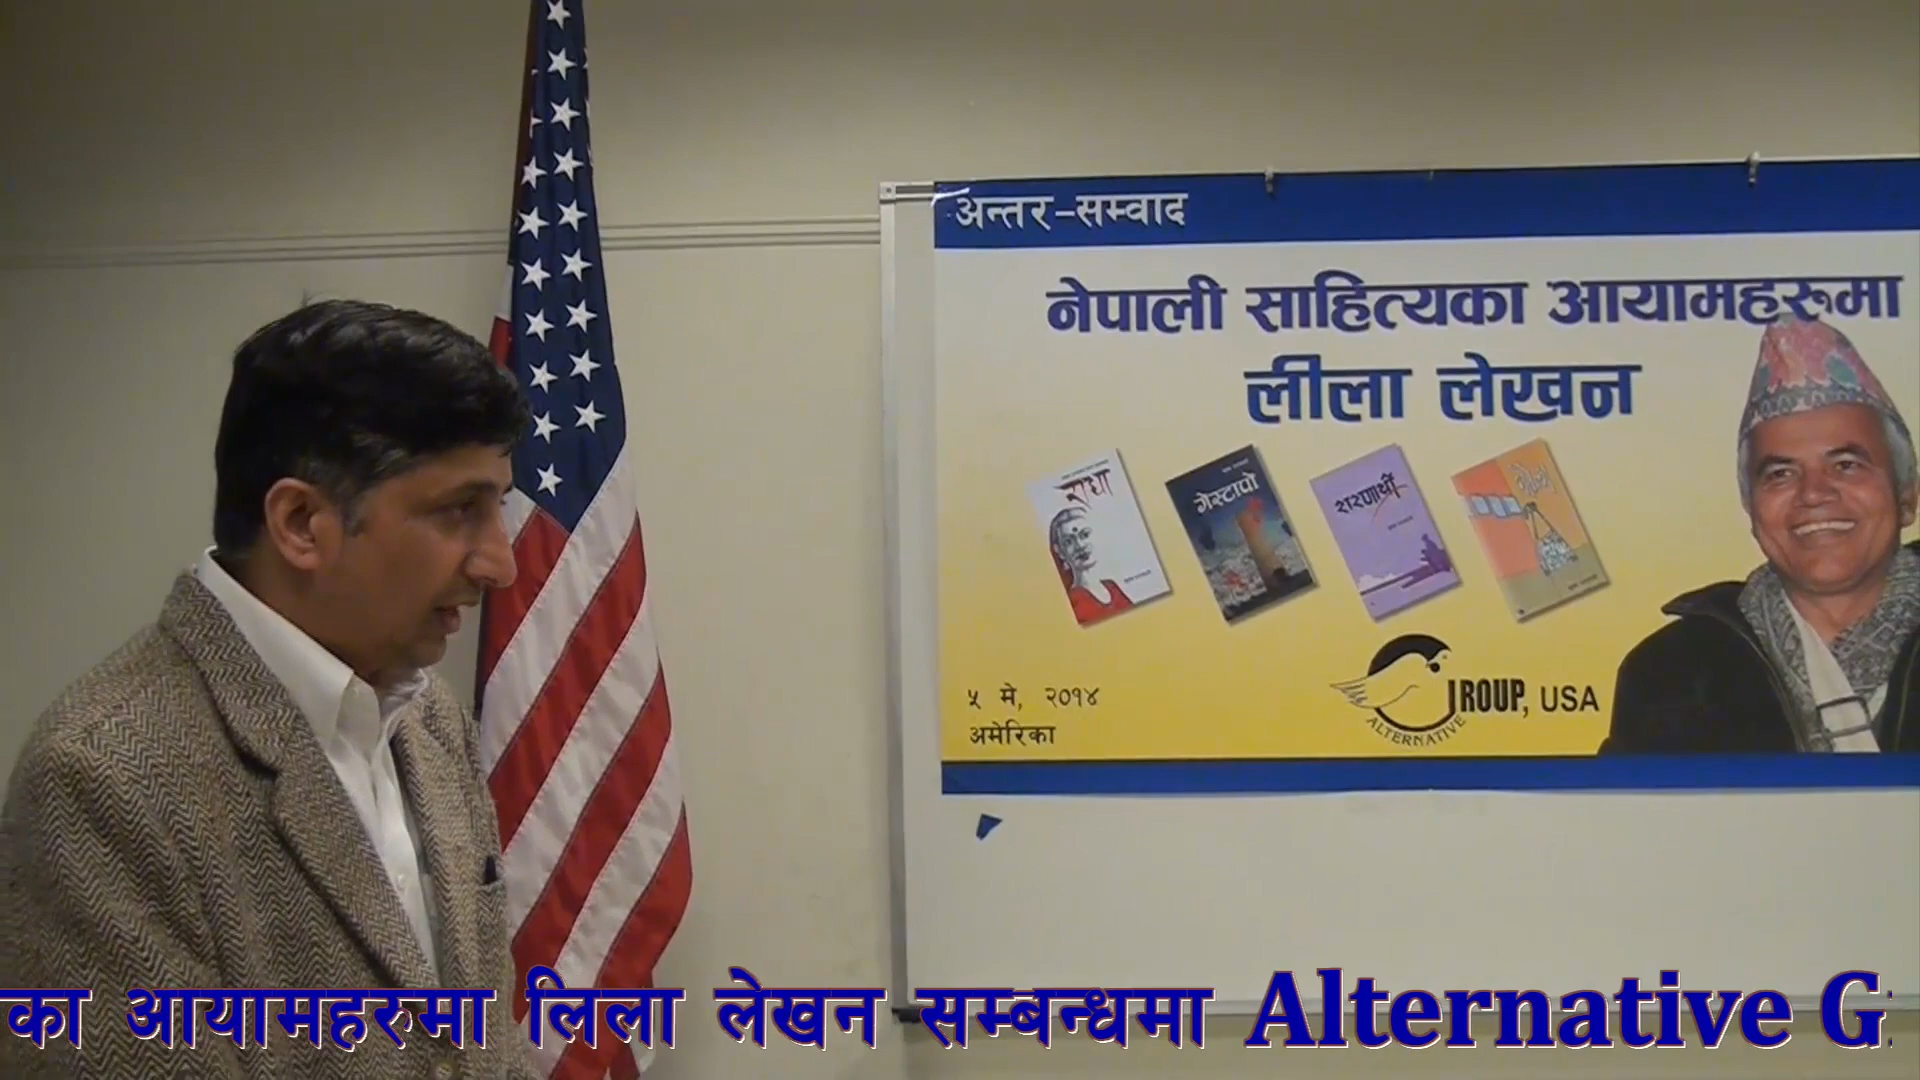 अन्तर-सम्वाद
नेपाली साहित्यका आयामहरुमा
लीला लेखन
राधा
गेस्टापो
शरणार्थी
५ मे, २०१४
अमेरिका
ROUP, USA
ALTERNATIVE
का आयामहरुमा लिला लेखन सम्बन्धमा Alternative G